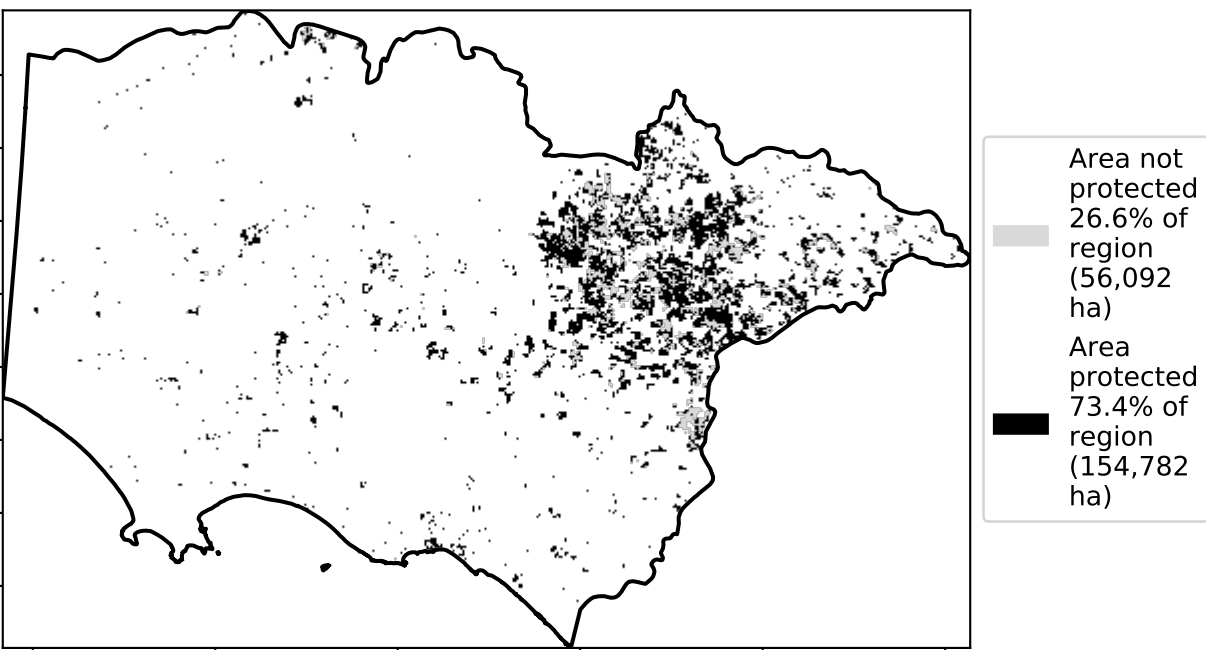 Area not
protected
26.6% of
region
(56,092
ha)
Area
protected
73.4% of
region
(154,782
ha)